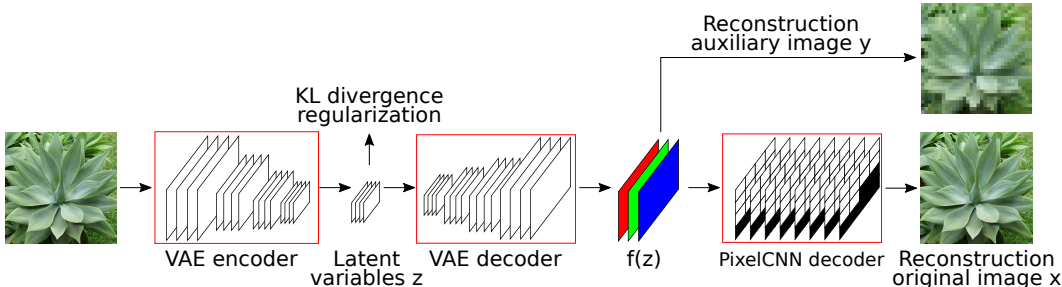 Reconstruction
auxiliary image y
KL divergence
regularization
VAE encoder
Latent
variables z
VAE decoder
f(z)
PixelCNN decoder
Reconstruction
original image x